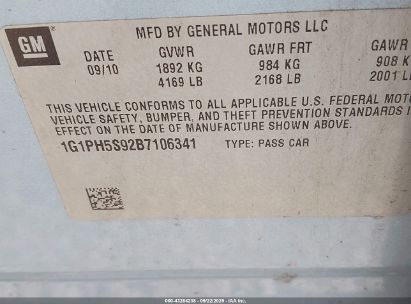 GM
MFD BY GENERAL MOTORS LLC
DATE GVWR GAWR FRT GAWR
09/10 1892 KG 984 KG 908 K
4169 LB 2168 LB 2001 L
THIS VEHICLE CONFORMS TO ALL APPLICABLE U.S. FEDERAL MOTO
VEHICLE SAFETY, BUMPER, AND THEFT PREVENTION STANDARDS I
EFFECT ON THE DATE OF MANUFACTURE SHOWN ABOVE.
1G1PH5S92B7106341 TYPE: PASS CAR